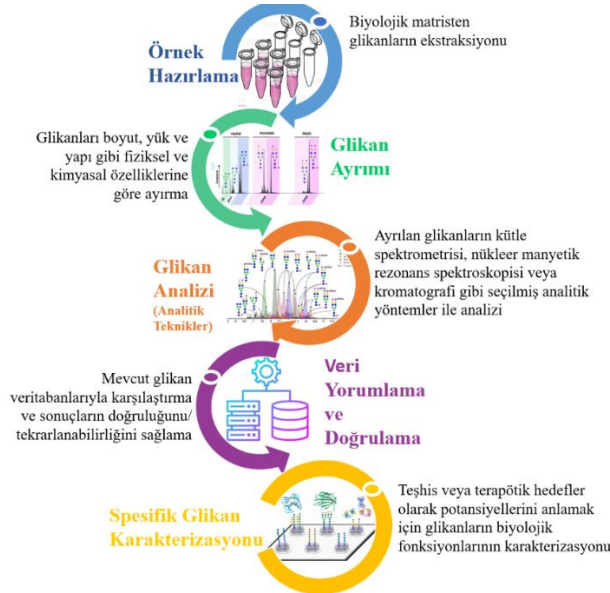 Örnek
Hazırlama
Biyolojik matristen
glikanların ekstraksiyonu
Glikanları boyut, yük ve
yapı gibi fiziksel ve
kimyasal özelliklerine
göre ayırma
Glikan
Ayrımı
Glikan
Analizi
(Analitik
Teknikler)
Ayrılan glikanların kütle
spektrometrisi, nükleer manyetik
rezonans spektroskopisi veya
kromatografi gibi seçilmiş analitik
yöntemler ile analizi
Mevcut glikan
veritabanlarıyla karşılaştırma
ve sonuçların doğruluğunu/
tekrarlanabilirliğini sağlama
Veri
Yorumlama
ve
Doğrulama
Spesifik Glikan
Karakterizasyonu
Teşhis veya terapötik hedefler
olarak potansiyellerini anlamak
için glikanların biyolojik
fonksiyonlarının karakterizasyonu